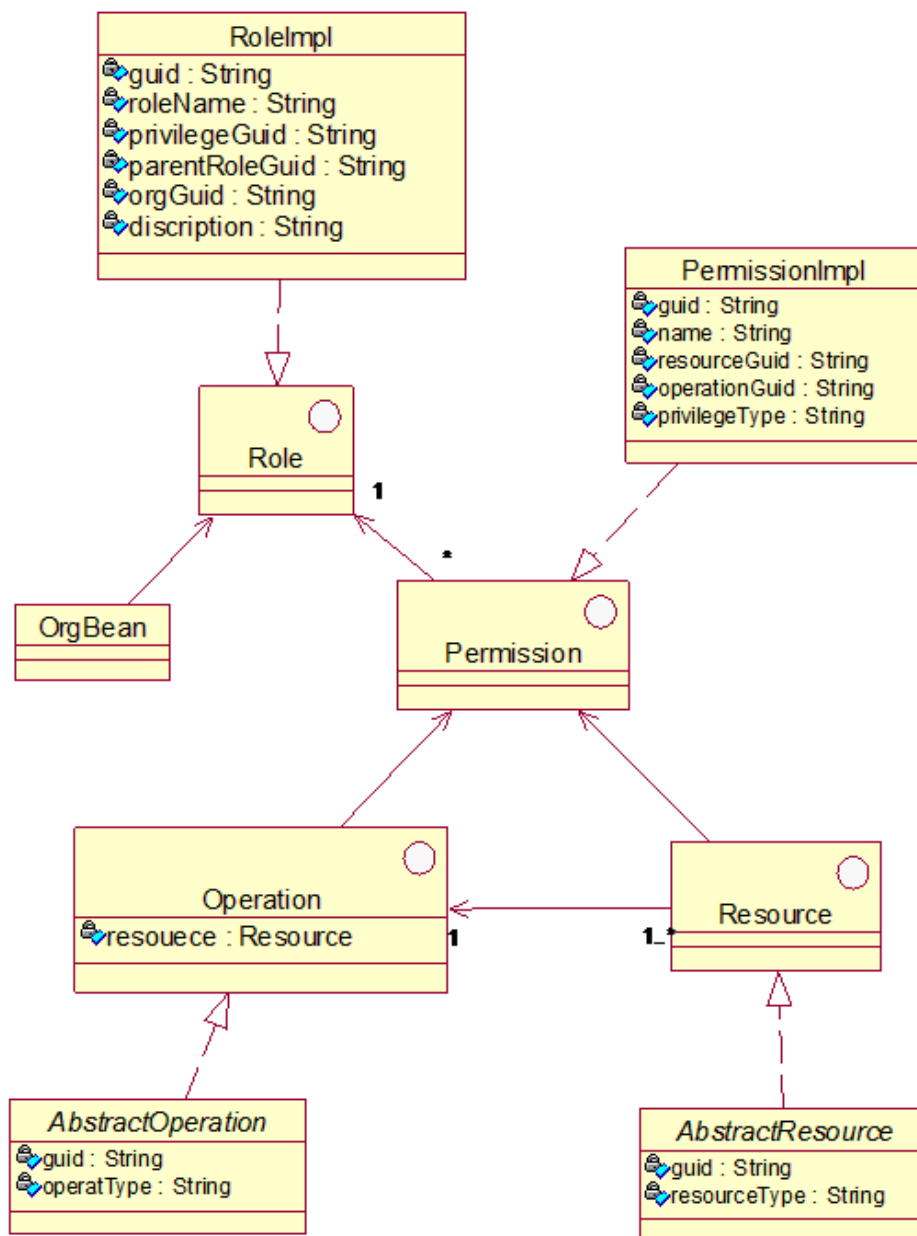 RoleImpl
guid : String
roleName : String
privilegeGuid : String
parentRoleGuid : String
orgGuid : String
discription : String
PermissionImpl
guid : String
name : String
resourceGuid : String
operationGuid : String
privilegeType : String
Role
1
*
OrgBean
Permission
Operation
resouece : Resource
1
1_*
Resource
AbstractOperation
guid : String
operatType : String
AbstractResource
guid : String
resourceType : String